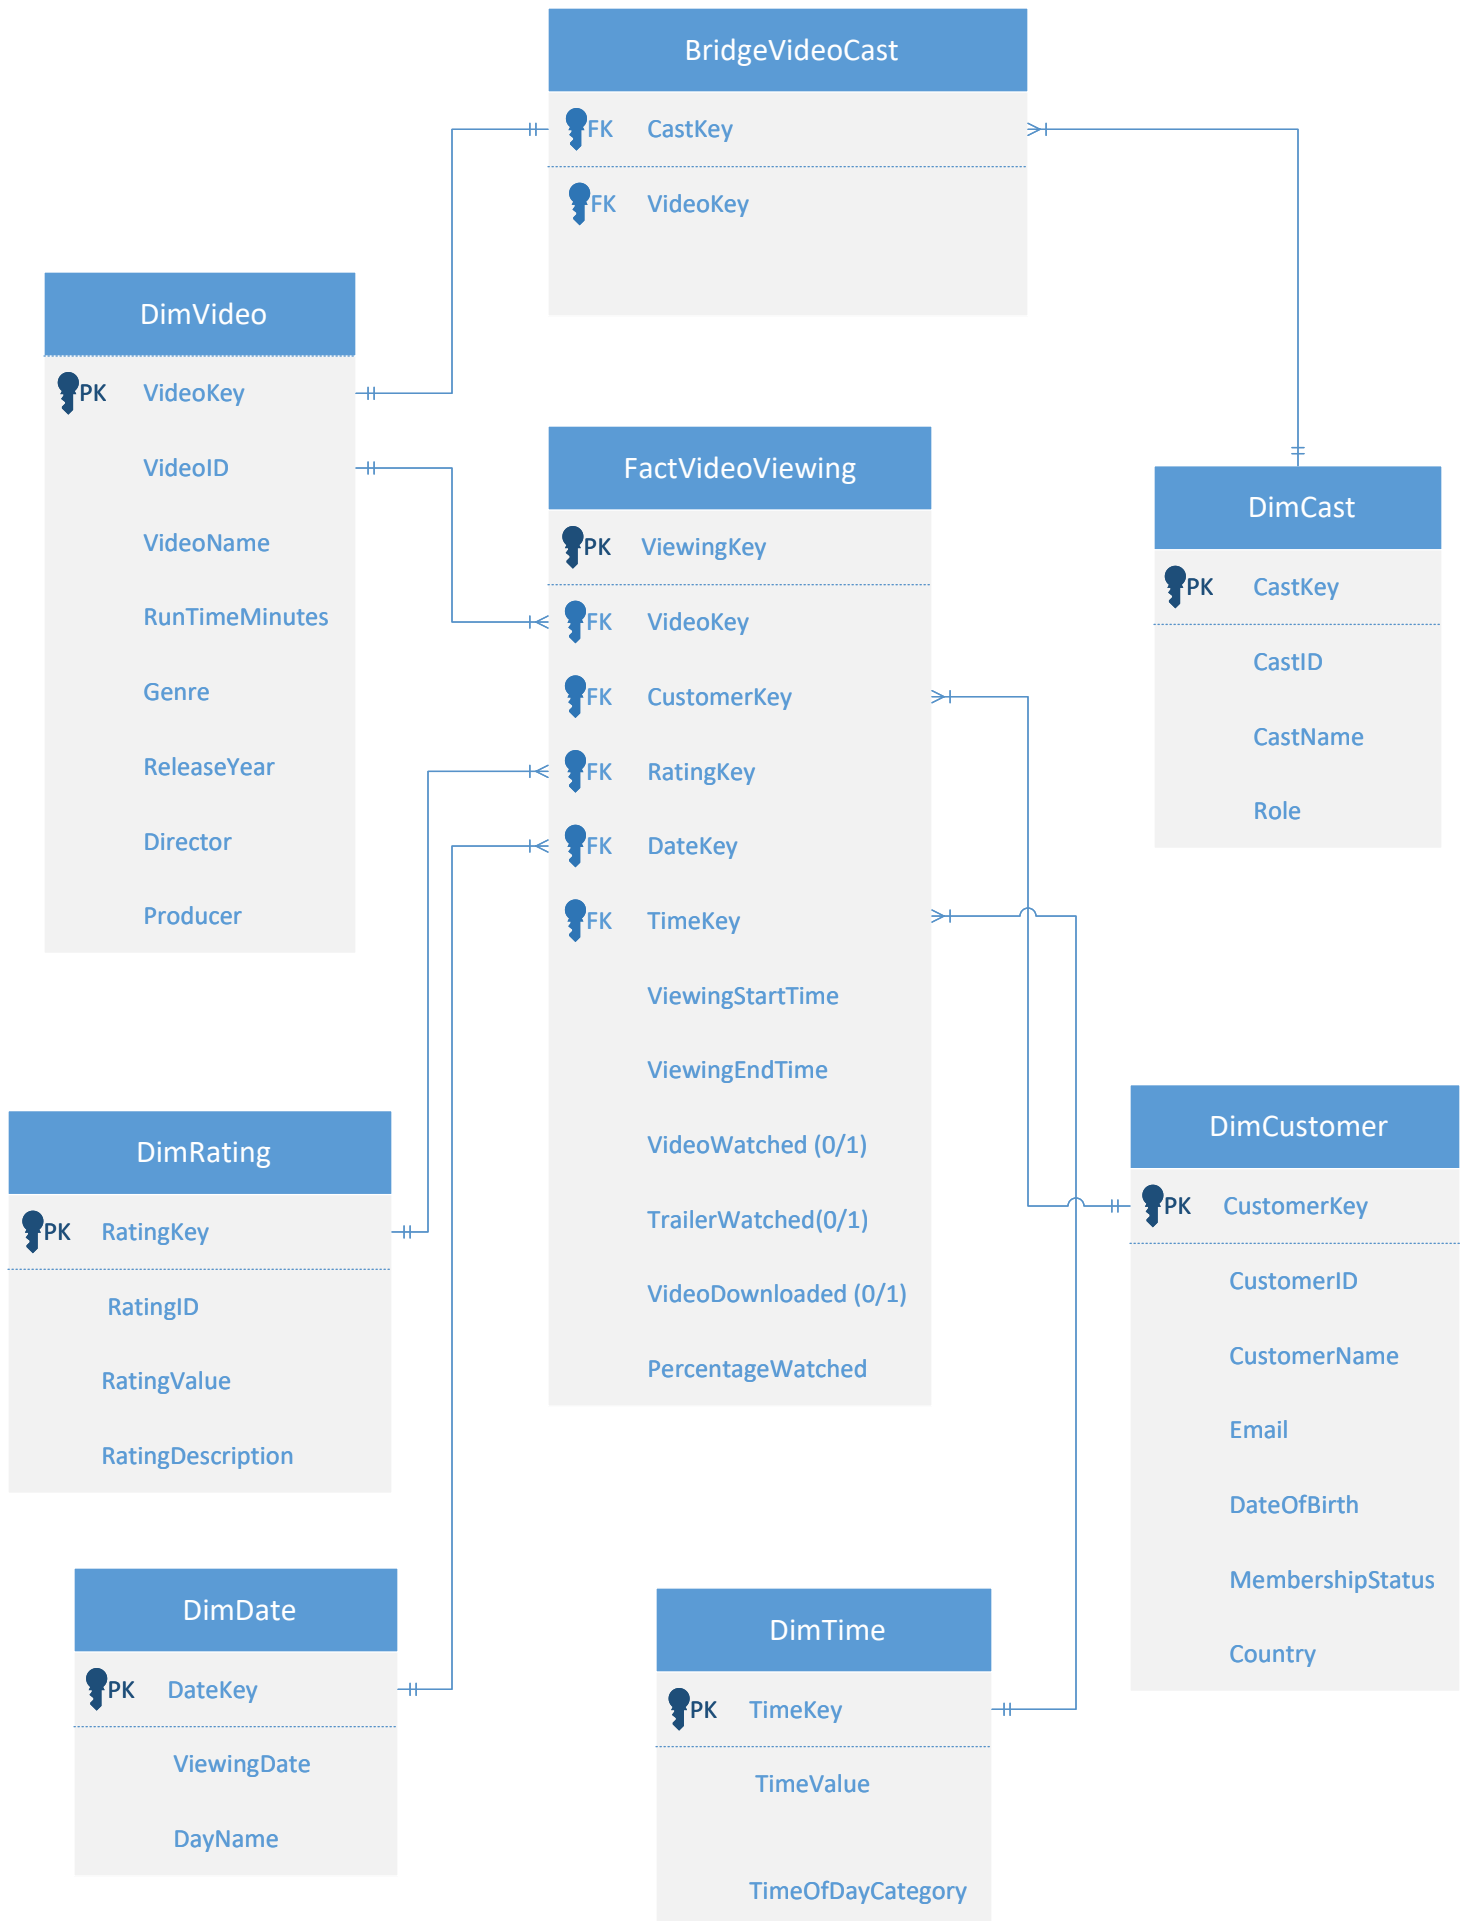 BridgeVideoCast
FK CastKey
FK VideoKey
DimVideo
PK VideoKey
VideoID
VideoName
RunTimeMinutes
Genre
ReleaseYear
Director
Producer
FactVideoViewing
PK ViewingKey
FK VideoKey
FK CustomerKey
FK RatingKey
FK DateKey
FK TimeKey
ViewingStartTime
ViewingEndTime
VideoWatched (0/1)
TrailerWatched(0/1)
VideoDownloaded (0/1)
PercentageWatched
DimCast
PK CastKey
CastID
CastName
Role
DimRating
PK RatingKey
RatingID
RatingValue
RatingDescription
DimCustomer
PK CustomerKey
CustomerID
CustomerName
Email
DateOfBirth
MembershipStatus
Country
DimDate
PK DateKey
ViewingDate
DayName
DimTime
PK TimeKey
TimeValue
TimeOfDayCategory